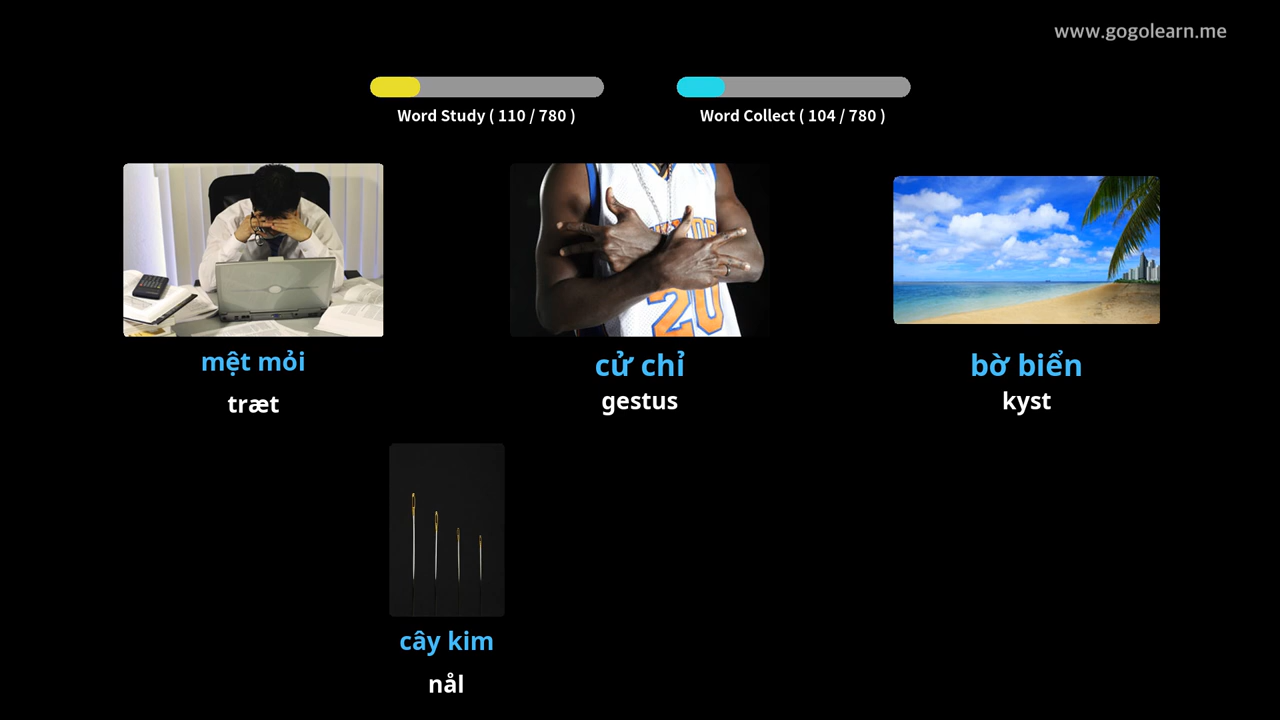 www.gogolearn.me
Word Study ( 110 / 780 )
Word Collect ( 104 / 780 )
mệt mỏi
træt
cử chỉ
gestus
bờ biển
kyst
20
cây kim
nål